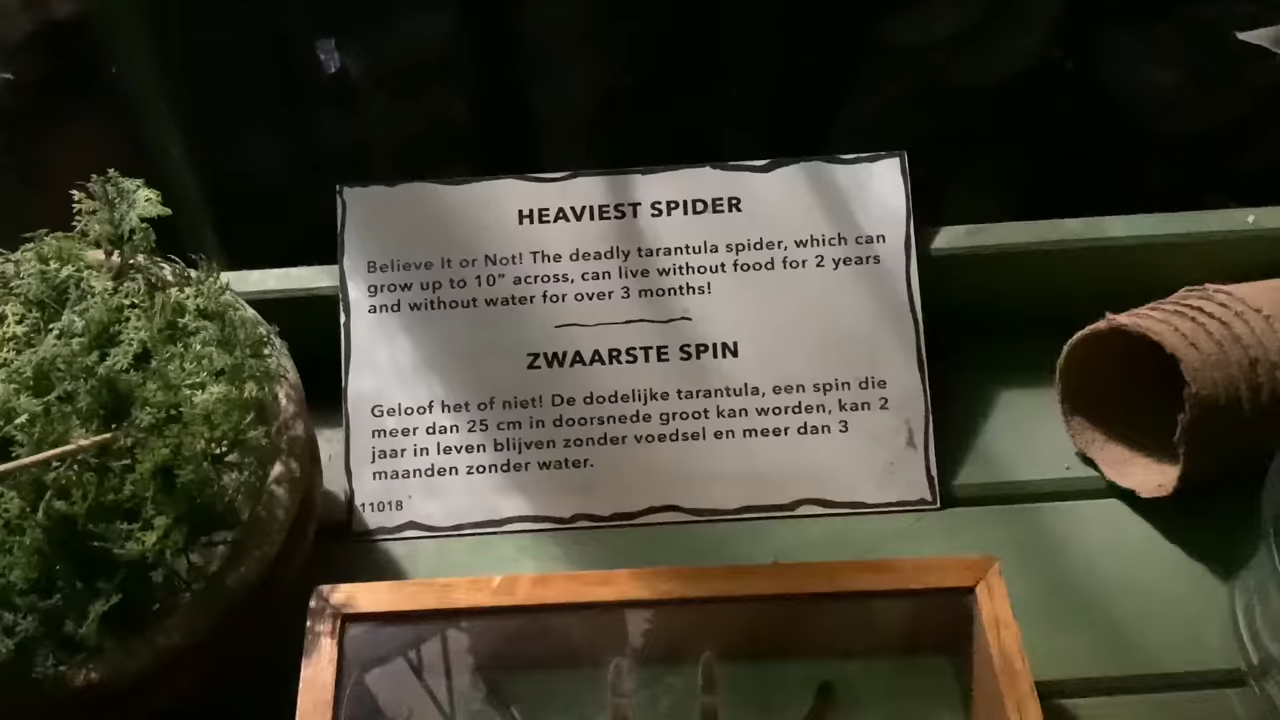 HEAVIEST SPIDER
Believe It or Not! The deadly tarantula spider, which can
grow up to 10" across, can live without food for 2 years
and without water for over 3 months!
ZWAARSTE SPIN
Geloof het of niet! De dodelijke tarantula, een spin die
meer dan 25 cm in doorsnede groot kan worden, kan 2
jaar in leven blijven zonder voedsel en meer dan 3
maanden zonder water.
11018